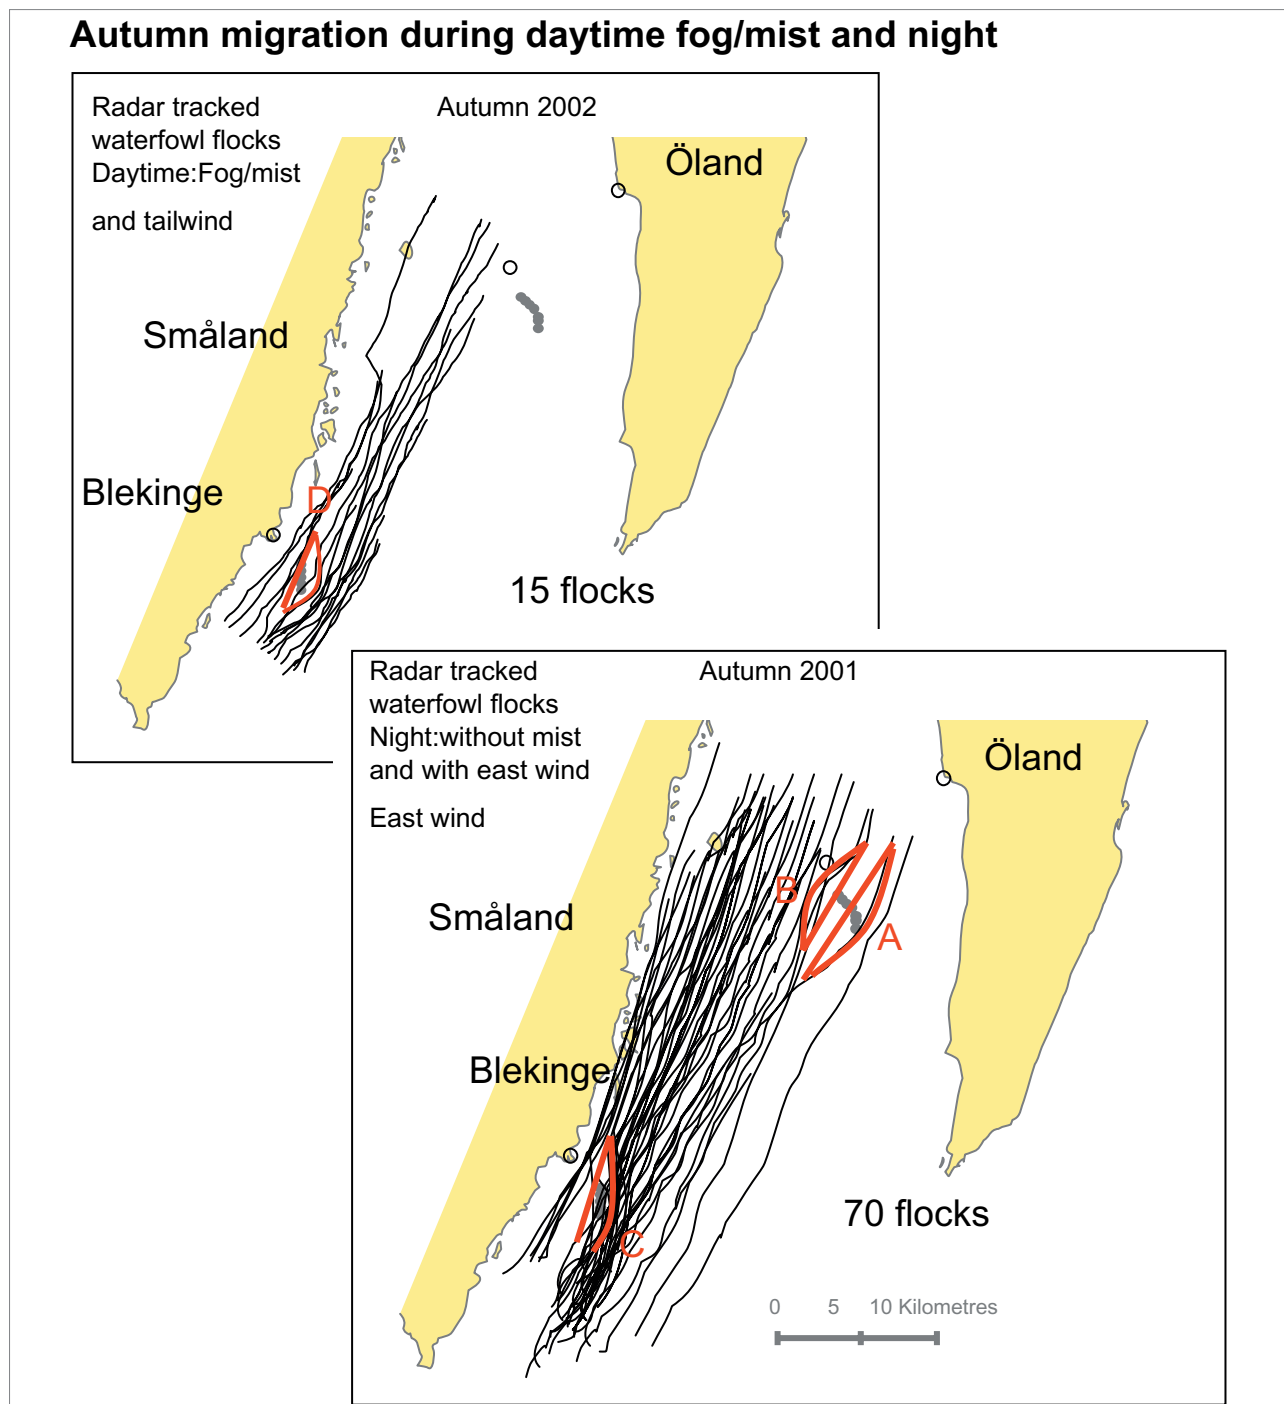 Autumn migration during daytime fog/mist and night
Radar tracked
waterfowl flocks
Daytime:Fog/mist
and tailwind
Autumn 2002
Öland
Småland
Blekinge
D
15 flocks
Radar tracked
waterfowl flocks
Night:without mist
and with east wind
East wind
Autumn 2001
Öland
B
A
Småland
Blekinge
C
70 flocks
0 5 10 Kilometres